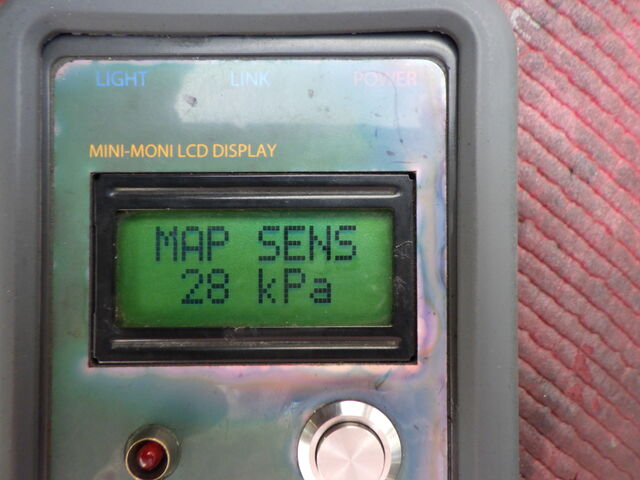 LIGHT LINK POWER
MINI-MONI LCD DISPLAY
MAP SENS
28 kPa